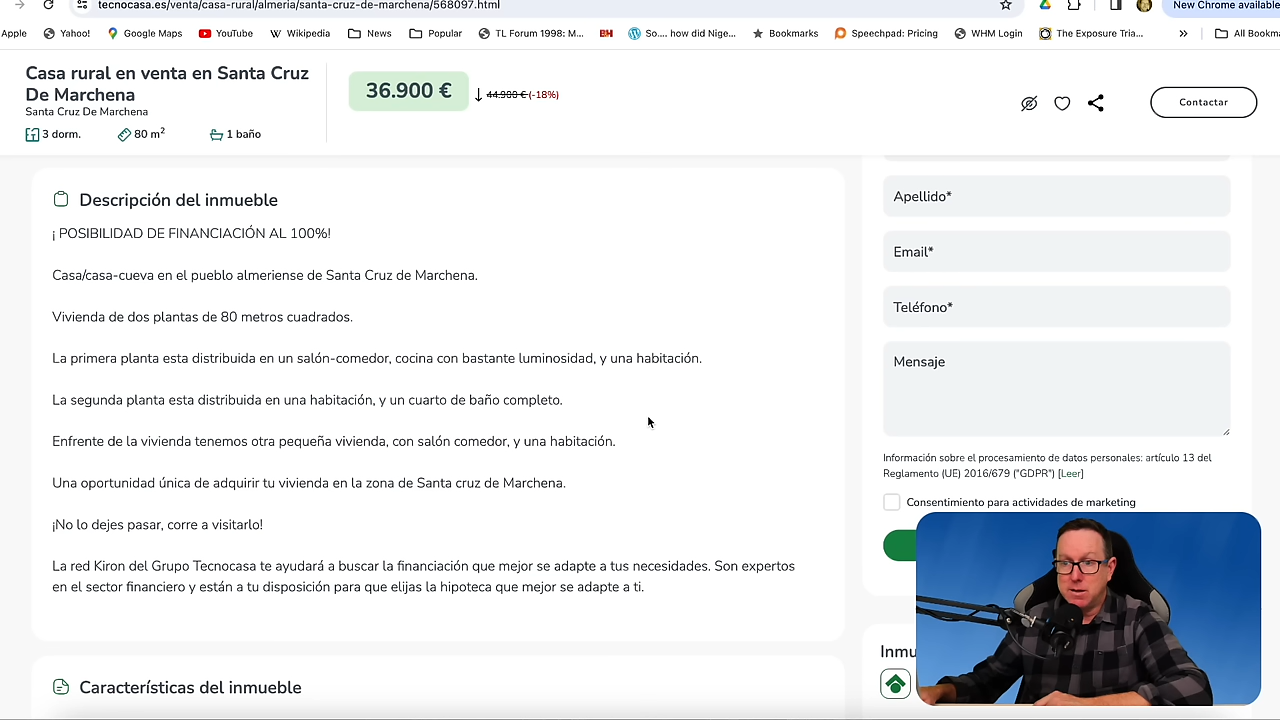 tecnocasa.es/venta/casa-rural/almeria/santa-cruz-de-marchena/568097.html
New Chrome available
Apple Yahoo! Google Maps YouTube Wikipedia News Popular TL Forum 1998: M... B+H So.... how did Nige... Bookmarks Speechpad: Pricing WHM Login The Exposure Tria... » All Bookma
Casa rural en venta en Santa Cruz
De Marchena
Santa Cruz De Marchena
3 dorm. 80 m² 1 baño
36.900 € 44.900 € (-18%)
Contactar
Descripción del inmueble
¡ POSIBILIDAD DE FINANCIACIÓN AL 100%!
Casa/casa-cueva en el pueblo almeriense de Santa Cruz de Marchena.
Vivienda de dos plantas de 80 metros cuadrados.
La primera planta esta distribuida en un salón-comedor, cocina con bastante luminosidad, y una habitación.
La segunda planta esta distribuida en una habitación, y un cuarto de baño completo.
Enfrente de la vivienda tenemos otra pequeña vivienda, con salón comedor, y una habitación.
Una oportunidad única de adquirir tu vivienda en la zona de Santa cruz de Marchena.
¡No lo dejes pasar, corre a visitarlo!
La red Kiron del Grupo Tecnocasa te ayudará a buscar la financiación que mejor se adapte a tus necesidades. Son expertos
en el sector financiero y están a tu disposición para que elijas la hipoteca que mejor se adapte a ti.
Características del inmueble
Apellido*
Email*
Teléfono*
Mensaje
Información sobre el procesamiento de datos personales: artículo 13 del
Reglamento (UE) 2016/679 ("GDPR") [Leer]
Consentimiento para actividades de marketing
Inmu